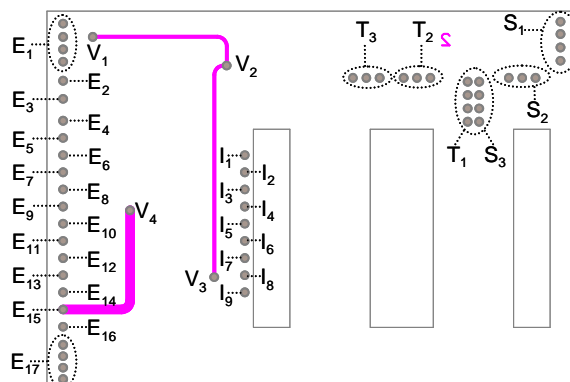 S1
T3 T2 2
E1 V1 V2
E2
E3 S2
E4
E5
E6 I1 T1 S3
E7 I2
E8 I3
E9 V4 I4
E10 I5
E11 I6
E12 I7
E13 V3 I8
E14 I9
E15
E16
E17